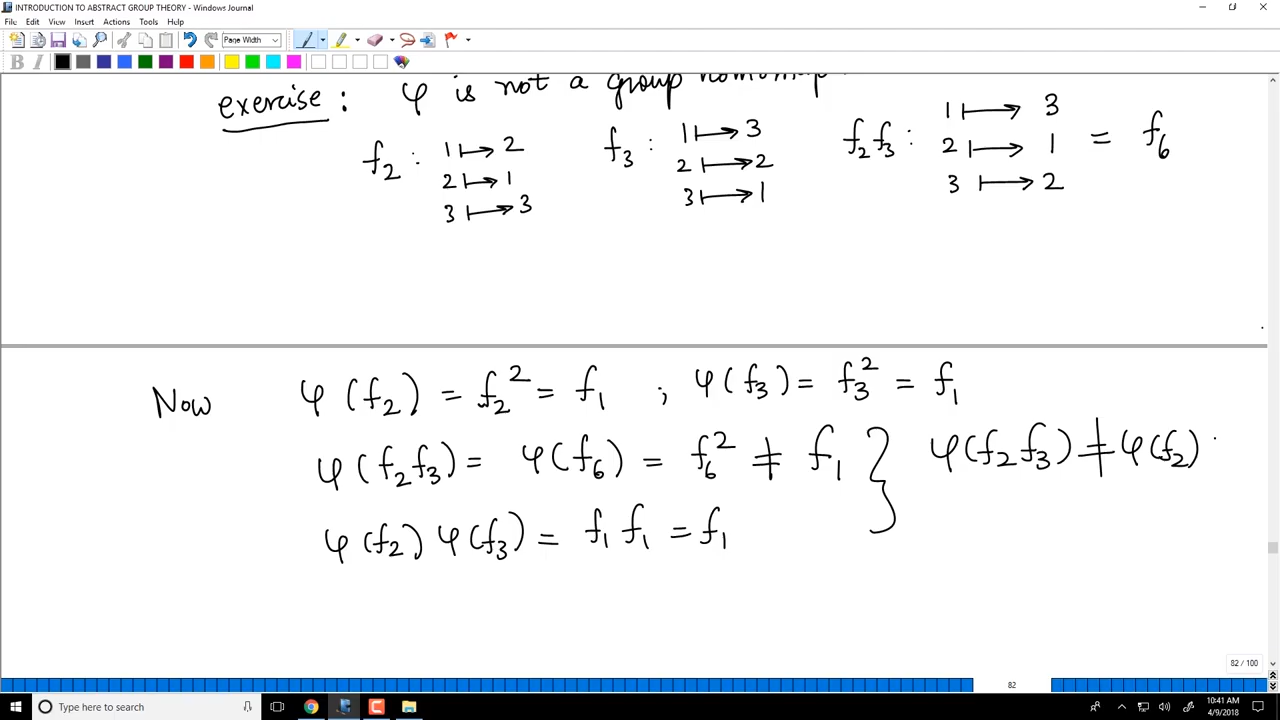 INTRODUCTION TO ABSTRACT GROUP THEORY - Windows Journal
File Edit View Insert Actions Tools Help
Page Width
B I
exercise : φ is not a group homomop
f₂ : 1 ↦ 2 f₃ : 1 ↦ 3 f₂f₃ : 1 ↦ 3
2 ↦ 1 2 ↦ 2 2 ↦ 1 = f₆
3 ↦ 3 3 ↦ 1 3 ↦ 2
Now φ(f₂) = f₂² = f₁ ; φ(f₃) = f₃² = f₁
φ(f₂f₃) = φ(f₆) = f₆² ≠ f₁ } φ(f₂f₃) ≠ φ(f₂) ·
φ(f₂) φ(f₃) = f₁ f₁ = f₁
82 / 100
82
Type here to search
10:41 AM
4/9/2018